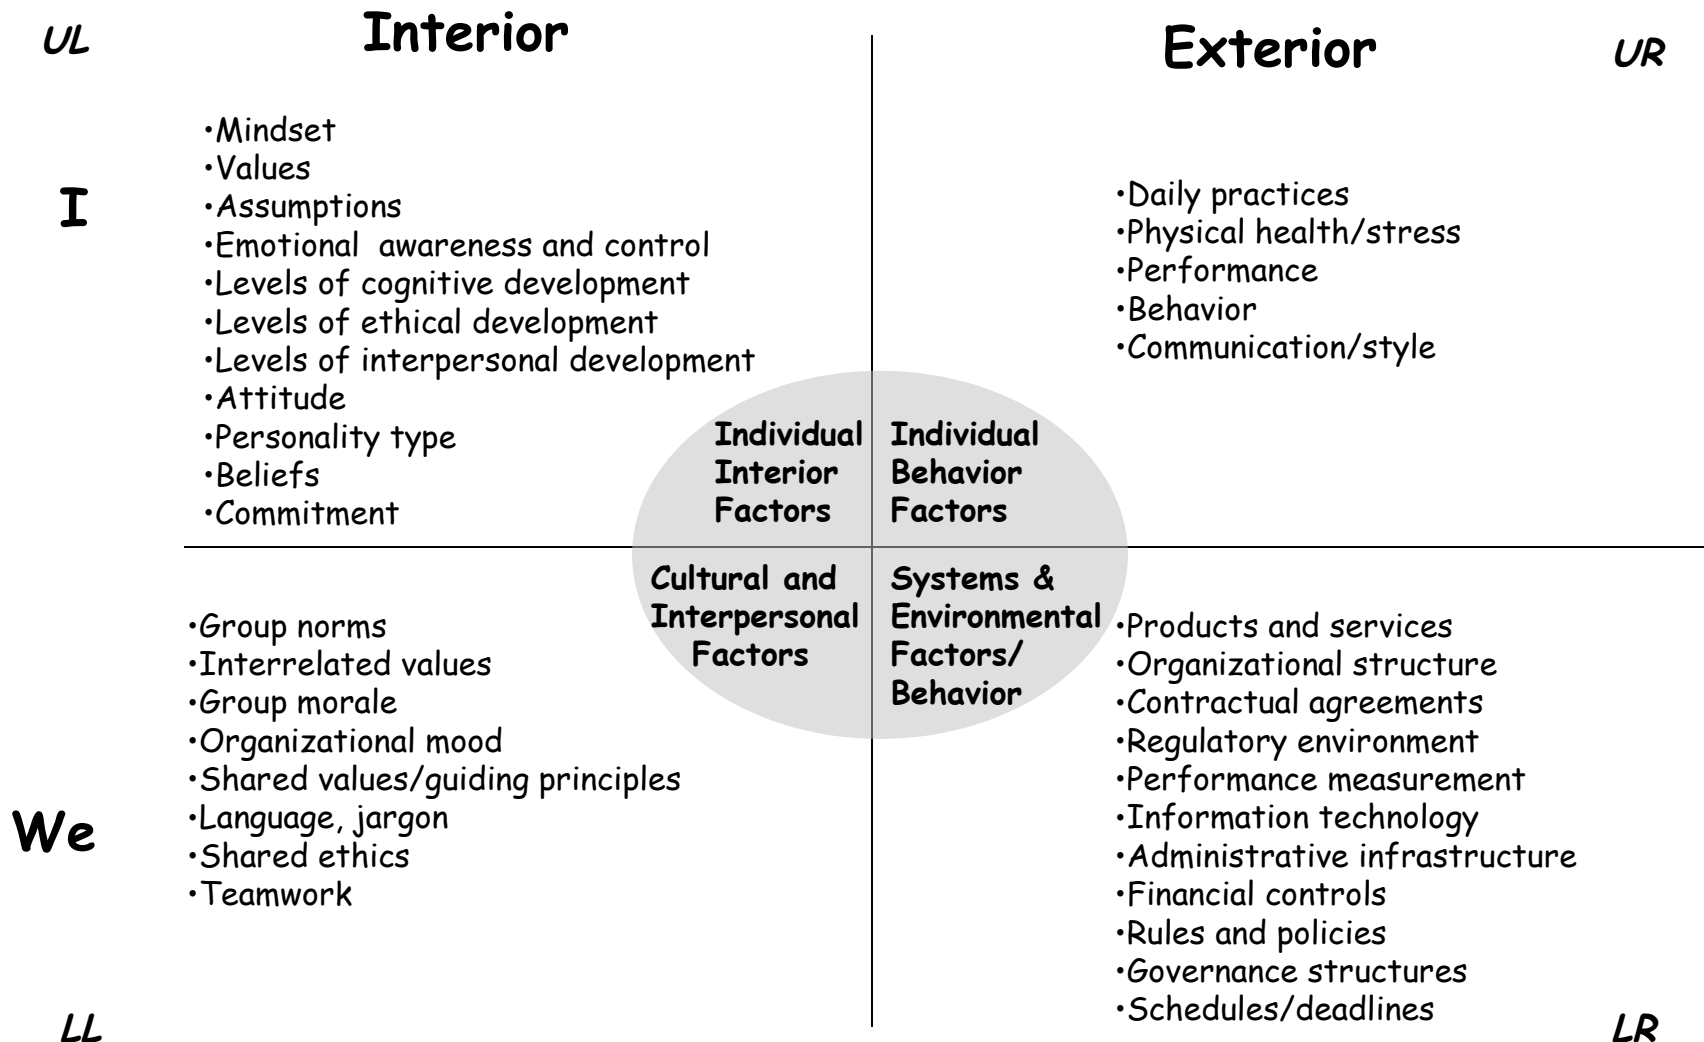 UL
Interior
Exterior
UR
I
•Mindset
•Values
•Assumptions
•Emotional  awareness and control
•Levels of cognitive development
•Levels of ethical development
•Levels of interpersonal development
•Attitude
•Personality type
•Beliefs
•Commitment
•Daily practices
•Physical health/stress
•Performance
•Behavior
•Communication/style
Individual
Interior
Factors
Individual
Behavior
Factors
Cultural and
Interpersonal
Factors
Systems &
Environmental
Factors/
Behavior
We
•Group norms
•Interrelated values
•Group morale
•Organizational mood
•Shared values/guiding principles
•Language, jargon
•Shared ethics
•Teamwork
•Products and services
•Organizational structure
•Contractual agreements
•Regulatory environment
•Performance measurement
•Information technology
•Administrative infrastructure
•Financial controls
•Rules and policies
•Governance structures
•Schedules/deadlines
LL
LR